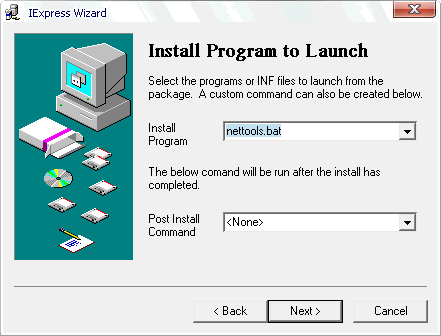 IExpress Wizard
Install Program to Launch
Select the programs or INF files to launch from the
package. A custom command can also be created below.
Install
Program
nettools.bat
The below comand will be run after the install has
completed.
Post Install
Command
<None>
< Back
Next >
Cancel